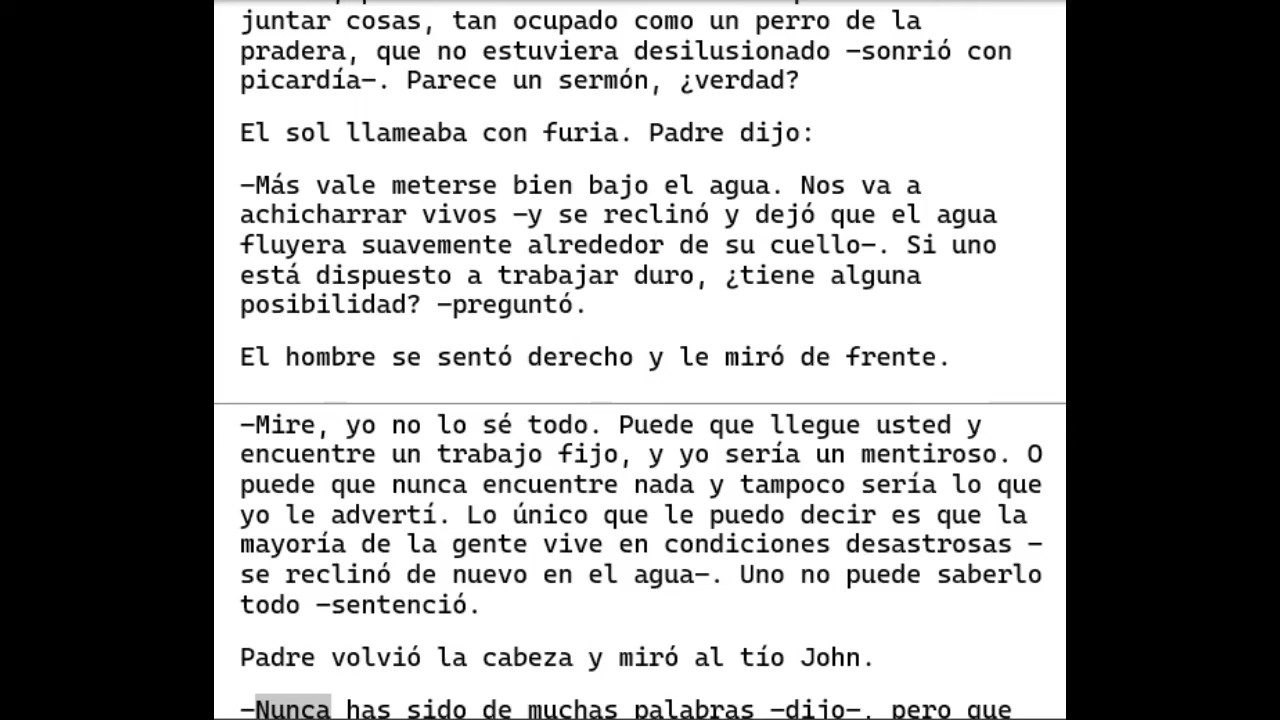 juntar cosas, tan ocupado como un perro de la
pradera, que no estuviera desilusionado —sonrió con
picardía—. Parece un sermón, ¿verdad?
El sol llameaba con furia. Padre dijo:
—Más vale meterse bien bajo el agua. Nos va a
achicharrar vivos —y se reclinó y dejó que el agua
fluyera suavemente alrededor de su cuello—. Si uno
está dispuesto a trabajar duro, ¿tiene alguna
posibilidad? —preguntó.
El hombre se sentó derecho y le miró de frente.
—Mire, yo no lo sé todo. Puede que llegue usted y
encuentre un trabajo fijo, y yo sería un mentiroso. O
puede que nunca encuentre nada y tampoco sería lo que
yo le advertí. Lo único que le puedo decir es que la
mayoría de la gente vive en condiciones desastrosas —
se reclinó de nuevo en el agua—. Uno no puede saberlo
todo —sentenció.
Padre volvió la cabeza y miró al tío John.
—Nunca has sido de muchas palabras —dijo—, pero que